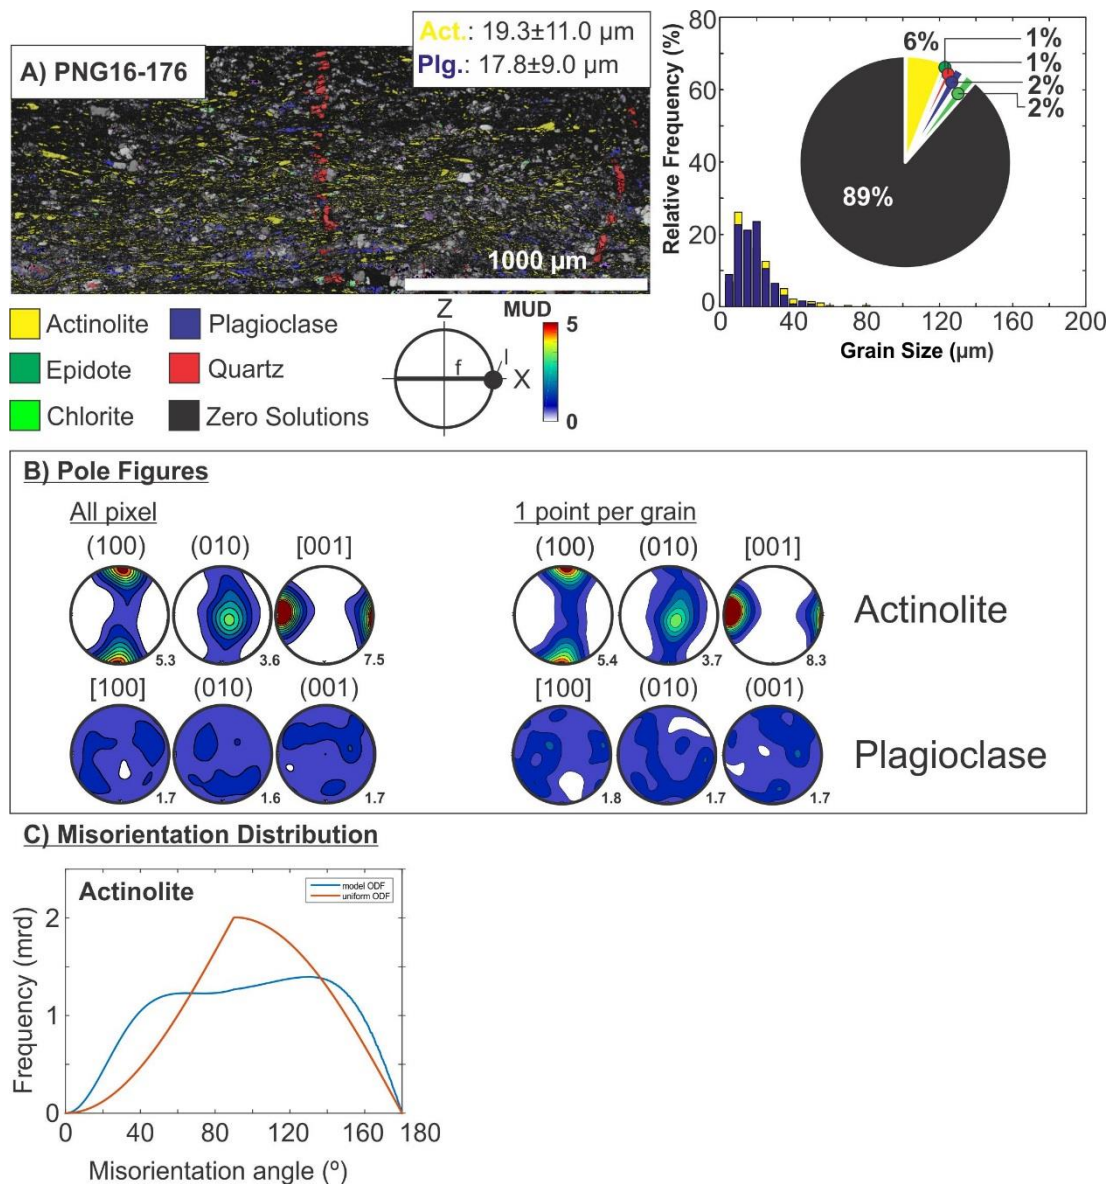 A) PNG16-176
Act.: 19.3±11.0 µm
Plg.: 17.8±9.0 µm
1000 µm
Actinolite
Plagioclase
Epidote
Quartz
Chlorite
Zero Solutions
Z
f
l
X
MUD
5
0
Relative Frequency (%)
80
60
40
20
0
0
40
80
120
160
200
Grain Size (µm)
6%
1%
1%
2%
2%
89%
B) Pole Figures
All pixel
(100) (010) [001]
5.3 3.6 7.5
[100] (010) (001)
1.7 1.6 1.7
1 point per grain
(100) (010) [001]
5.4 3.7 8.3
Actinolite
[100] (010) (001)
1.8 1.7 1.7
Plagioclase
C) Misorientation Distribution
Actinolite
model ODF
uniform ODF
Frequency (mrd)
2
1
0
0 40 80 120 160 180
Misorientation angle (º)